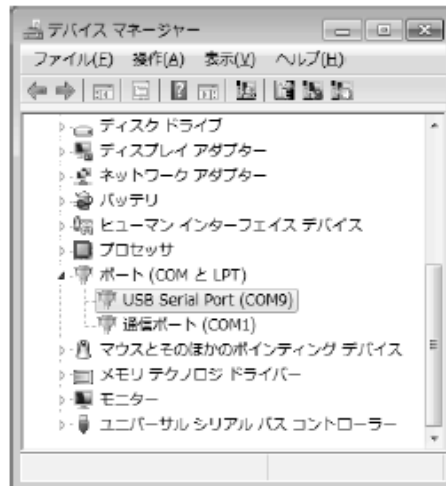 デバイス マネージャー
ファイル(F) 操作(A) 表示(V) ヘルプ(H)
ディスク ドライブ
ディスプレイ アダプター
ネットワーク アダプター
バッテリ
ヒューマン インターフェイス デバイス
プロセッサ
ポート (COM と LPT)
USB Serial Port (COM9)
通信ポート (COM1)
マウスとそのほかのポインティング デバイス
メモリ テクノロジ ドライバー
モニター
ユニバーサル シリアル バス コントローラー